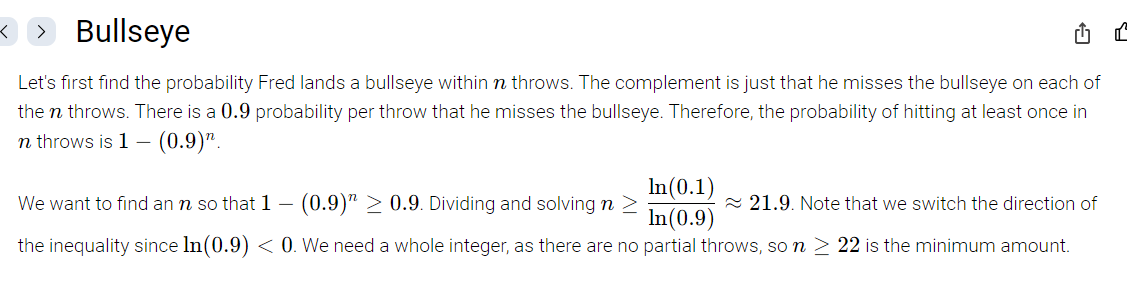 Bullseye
Let's first find the probability Fred lands a bullseye within n throws. The complement is just that he misses the bullseye on each of
the n throws. There is a 0.9 probability per throw that he misses the bullseye. Therefore, the probability of hitting at least once in
n throws is 1 − (0.9)ⁿ.
We want to find an n so that 1 − (0.9)ⁿ ≥ 0.9. Dividing and solving n ≥ ln(0.1)/ln(0.9) ≈ 21.9. Note that we switch the direction of
the inequality since ln(0.9) < 0. We need a whole integer, as there are no partial throws, so n ≥ 22 is the minimum amount.